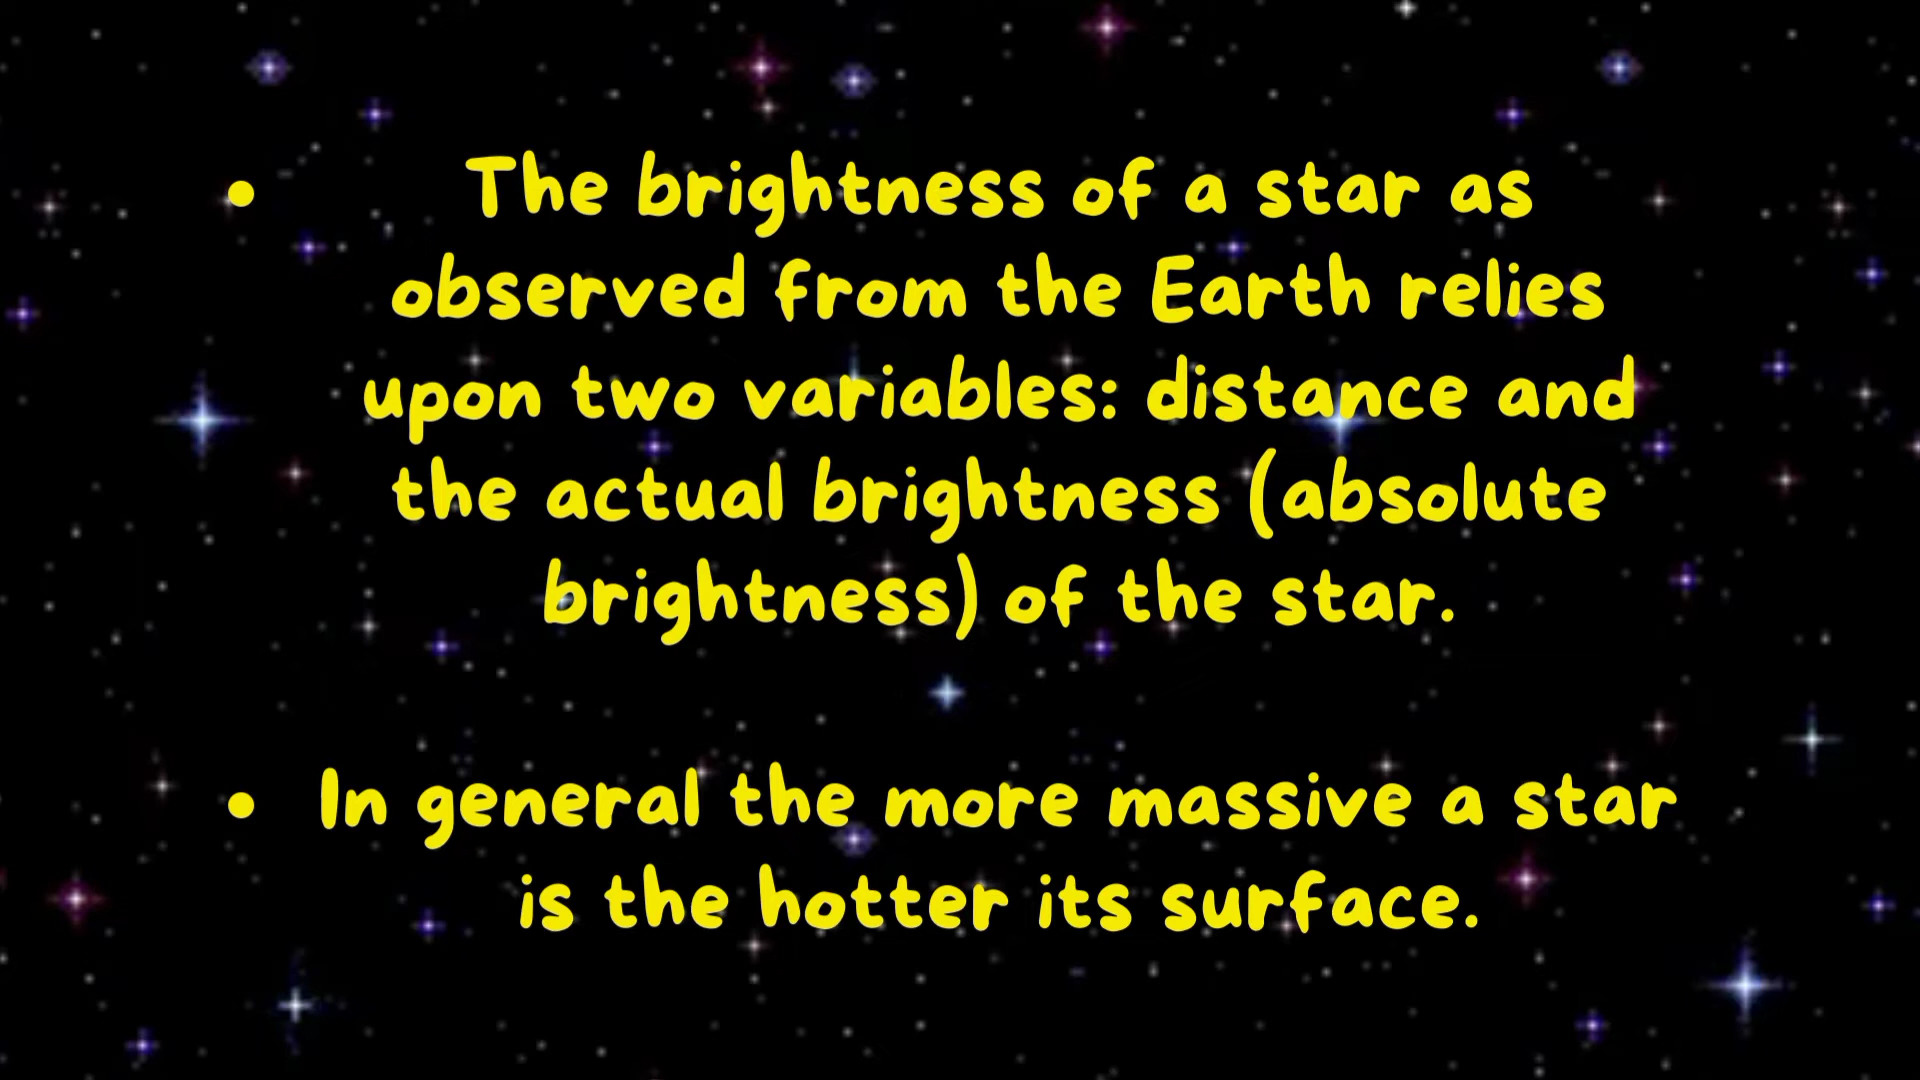 • The brightness of a star as
observed from the Earth relies
upon two variables: distance and
the actual brightness (absolute
brightness) of the star.
• In general the more massive a star
is the hotter its surface.